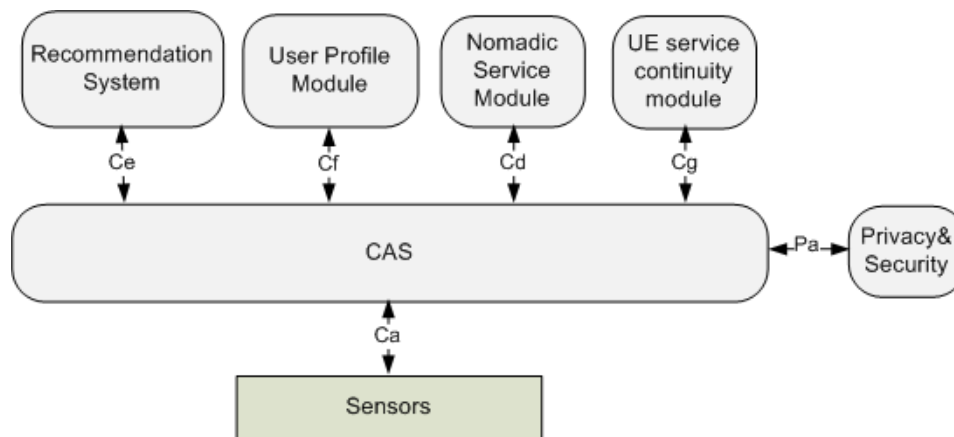 Recommendation
System
User Profile
Module
Nomadic
Service
Module
UE service
continuity
module
Ce
Cf
Cd
Cg
CAS
Pa
Privacy&
Security
Ca
Sensors